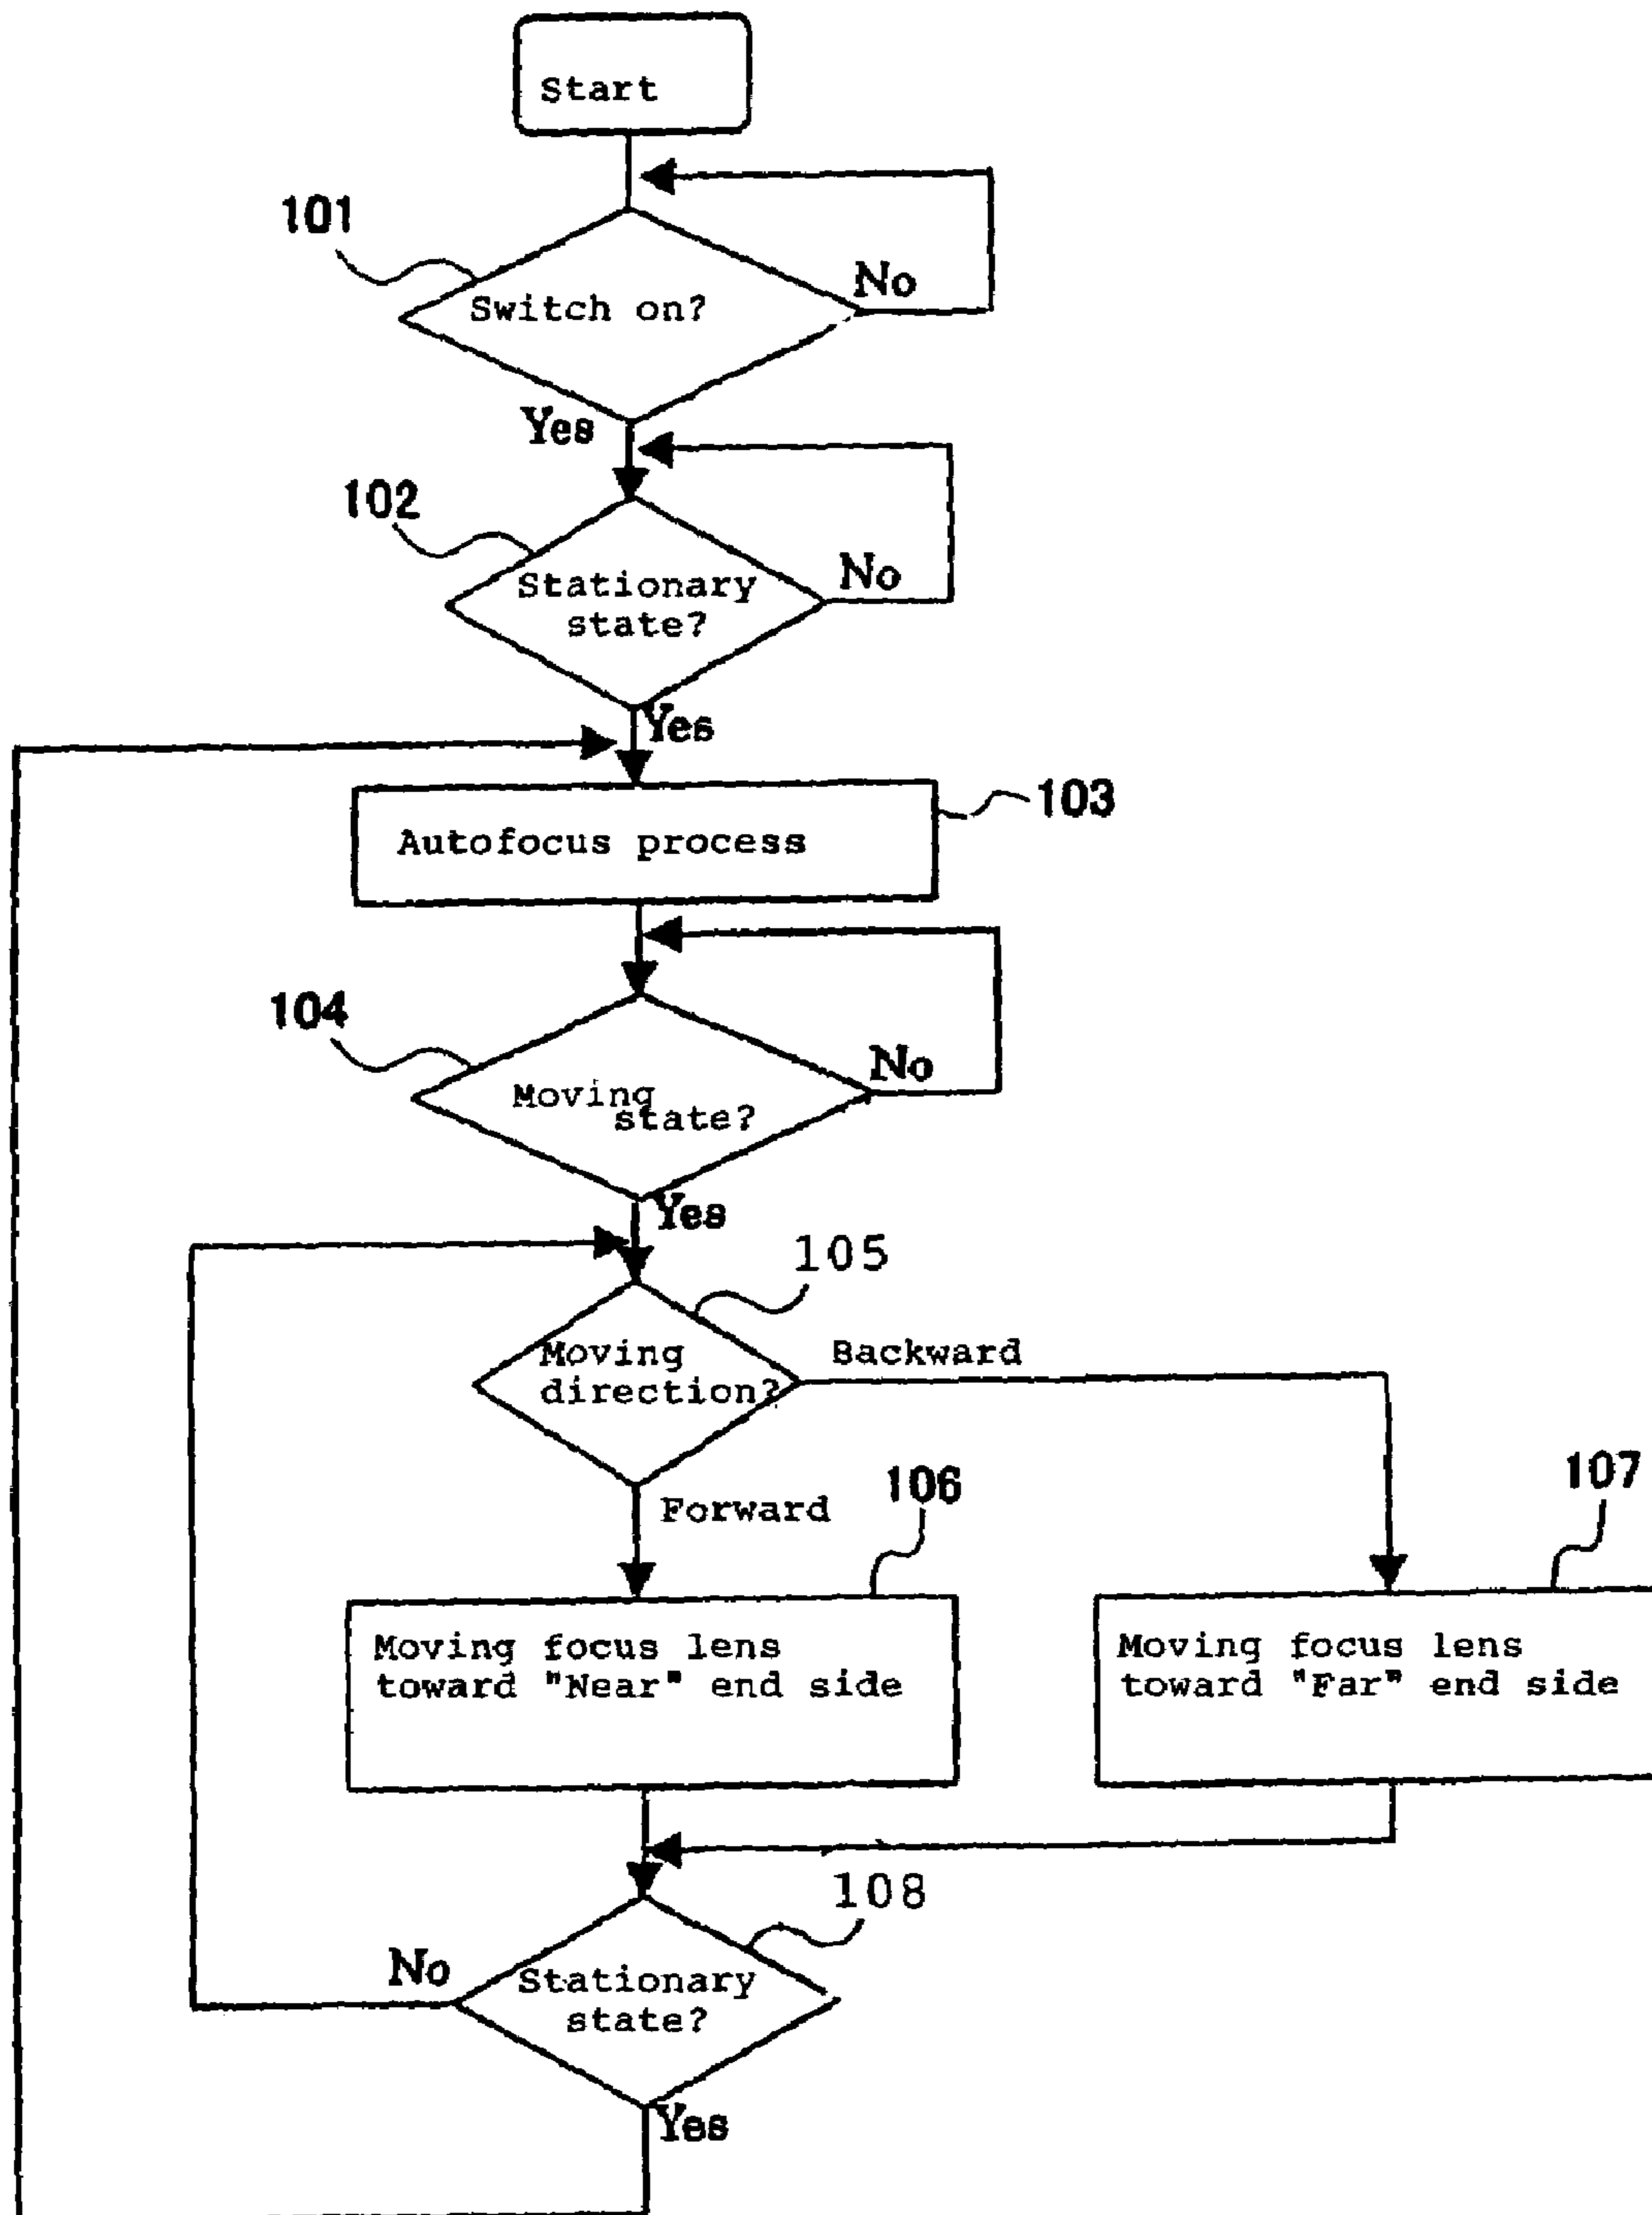 Start
101
Switch on?
No
Yes
102
Stationary
state?
No
Yes
103
Autofocus process
104
Moving
state?
No
Yes
105
Moving
direction?
Backward
Forward
106
107
Moving focus lens
toward "Near" end side
Moving focus lens
toward "Far" end side
108
No
Stationary
state?
Yes